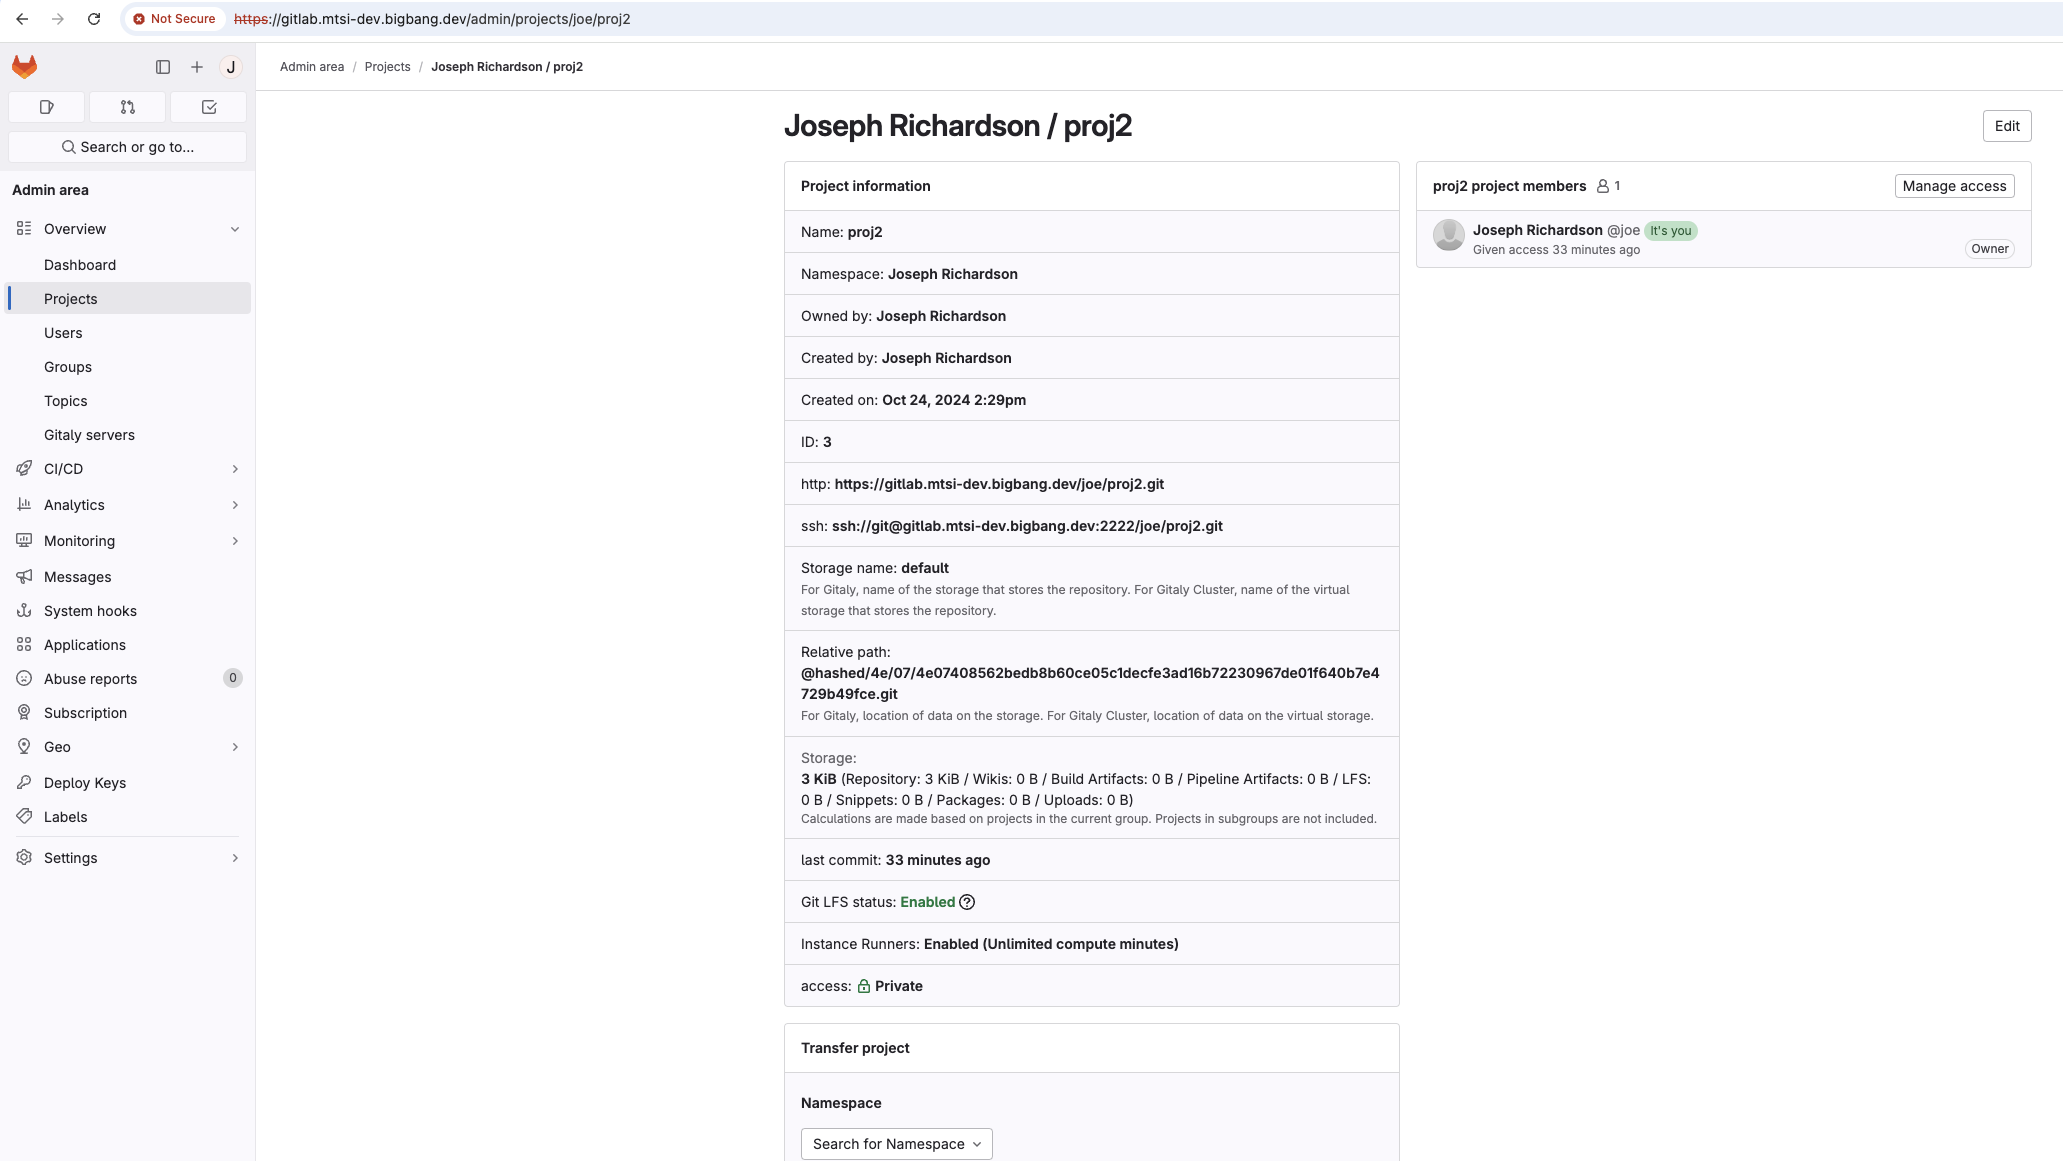 Not Secure https://gitlab.mtsi-dev.bigbang.dev/admin/projects/joe/proj2
J
Search or go to...
Admin area
Overview
Dashboard
Projects
Users
Groups
Topics
Gitaly servers
CI/CD
Analytics
Monitoring
Messages
System hooks
Applications
Abuse reports 0
Subscription
Geo
Deploy Keys
Labels
Settings
Admin area / Projects / Joseph Richardson / proj2
Joseph Richardson / proj2
Edit
Project information
Name: proj2
Namespace: Joseph Richardson
Owned by: Joseph Richardson
Created by: Joseph Richardson
Created on: Oct 24, 2024 2:29pm
ID: 3
http: https://gitlab.mtsi-dev.bigbang.dev/joe/proj2.git
ssh: ssh://git@gitlab.mtsi-dev.bigbang.dev:2222/joe/proj2.git
Storage name: default
For Gitaly, name of the storage that stores the repository. For Gitaly Cluster, name of the virtual
storage that stores the repository.
Relative path:
@hashed/4e/07/4e07408562bedb8b60ce05c1decfe3ad16b72230967de01f640b7e4
729b49fce.git
For Gitaly, location of data on the storage. For Gitaly Cluster, location of data on the virtual storage.
Storage:
3 KiB (Repository: 3 KiB / Wikis: 0 B / Build Artifacts: 0 B / Pipeline Artifacts: 0 B / LFS:
0 B / Snippets: 0 B / Packages: 0 B / Uploads: 0 B)
Calculations are made based on projects in the current group. Projects in subgroups are not included.
last commit: 33 minutes ago
Git LFS status: Enabled
Instance Runners: Enabled (Unlimited compute minutes)
access: Private
Transfer project
Namespace
Search for Namespace
proj2 project members 1
Manage access
Joseph Richardson @joe It's you
Given access 33 minutes ago
Owner